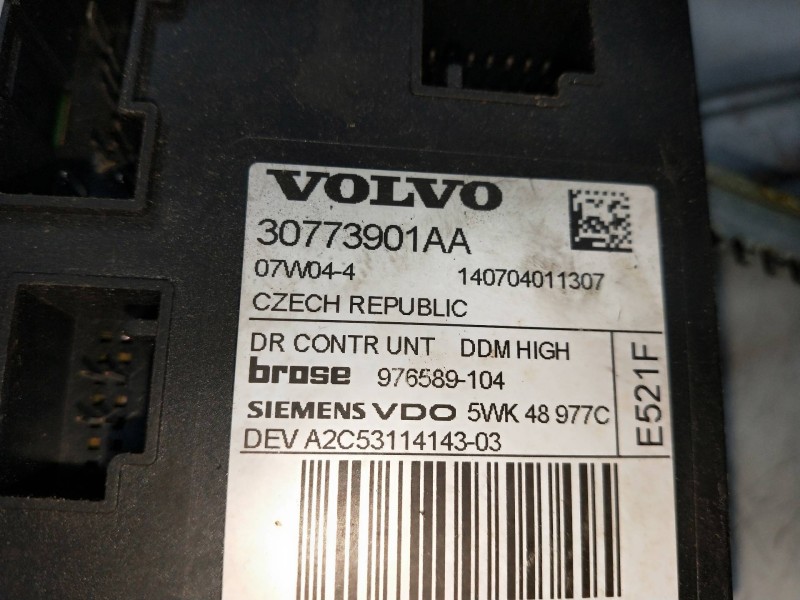 VOLVO
30773901AA
07W04-4 140704011307
CZECH REPUBLIC
DR CONTR UNT DDM HIGH
brose 976589-104
SIEMENS VDO 5WK 48 977C
DEV A2C53114143-03
E521F